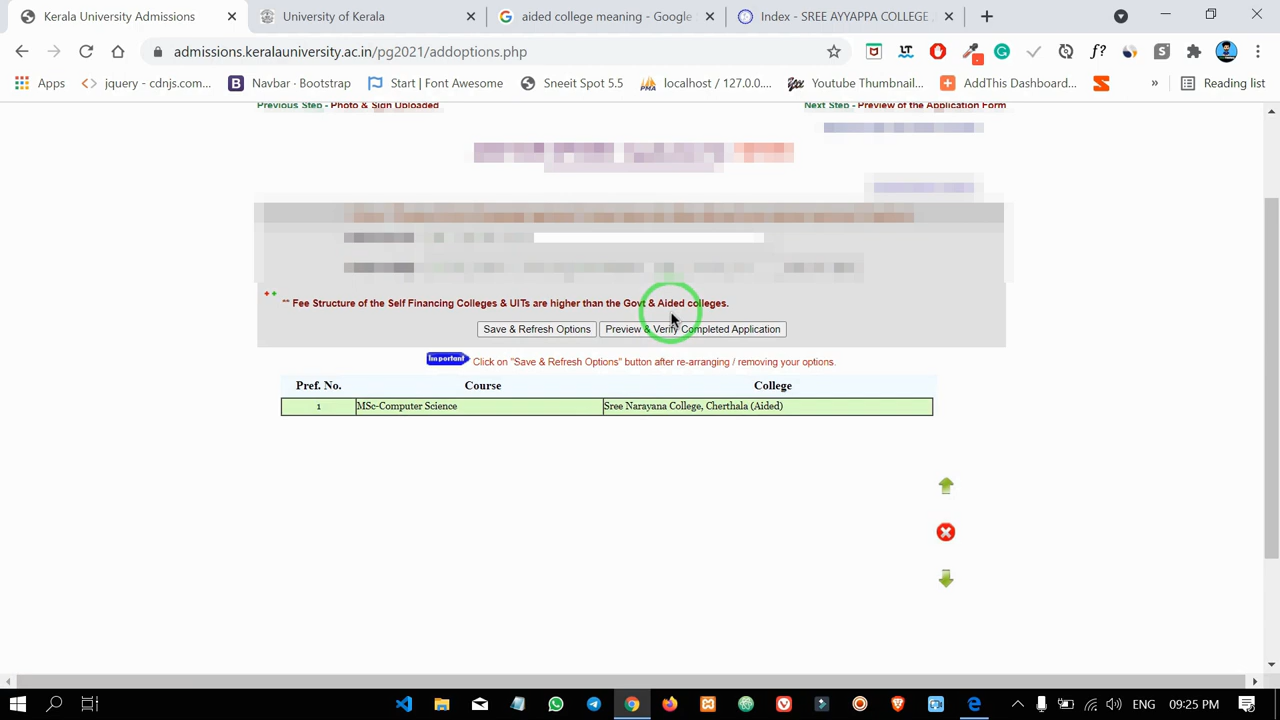 Kerala University Admissions
University of Kerala
aided college meaning - Google
Index - SREE AYYAPPA COLLEGE
admissions.keralauniversity.ac.in/pg2021/addoptions.php
Apps
jquery - cdnjs.com...
Navbar · Bootstrap
Start | Font Awesome
Sneeit Spot 5.5
localhost / 127.0.0....
Youtube Thumbnail...
AddThis Dashboard...
»
Reading list
Previous Step - Photo & Sign Uploaded
Next Step - Preview of the Application Form
** Fee Structure of the Self Financing Colleges & UITs are higher than the Govt & Aided colleges.
Save & Refresh Options
Preview & Verify Completed Application
Important
Click on "Save & Refresh Options" button after re-arranging / removing your options.
Pref. No. Course College
1 MSc-Computer Science Sree Narayana College, Cherthala (Aided)
ENG 09:25 PM